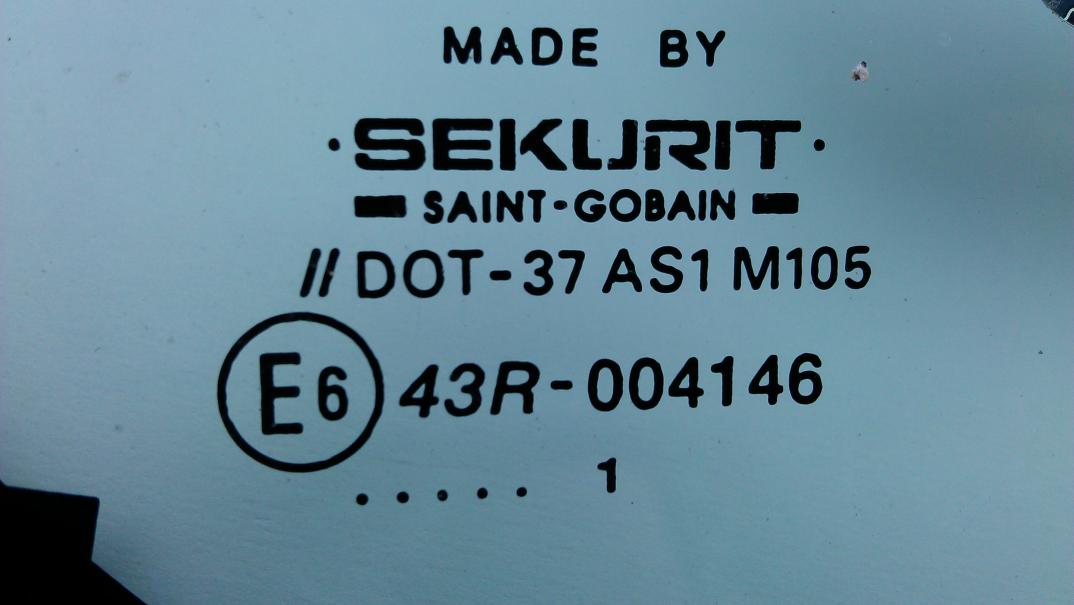 MADE BY
·SEKURIT·
SAINT-GOBAIN
//DOT-37 AS1 M105
E6 43R-004146
..... 1